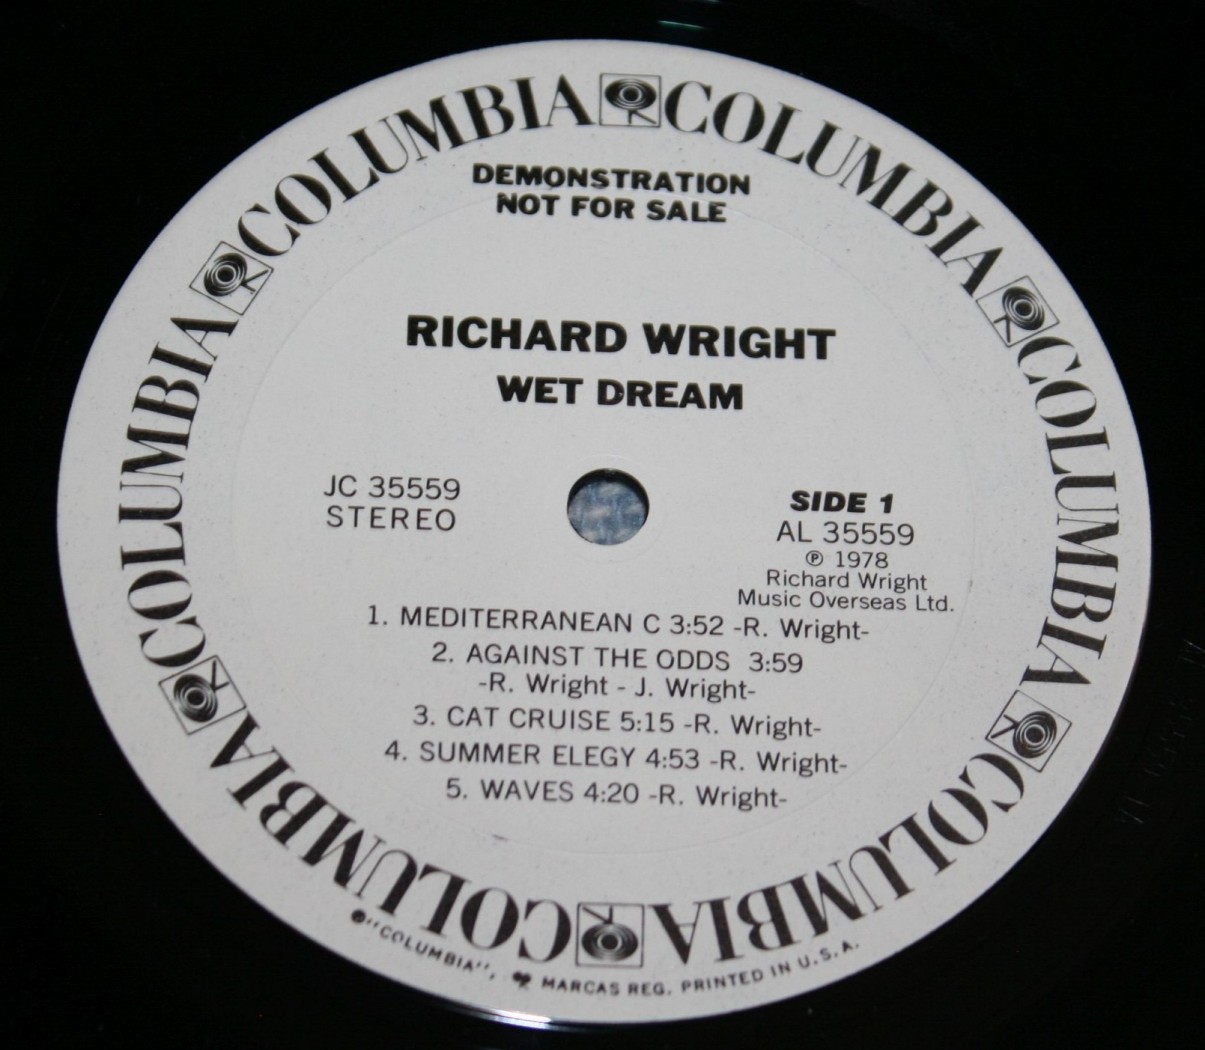 COLUMBIA COLUMBIA COLUMBIA COLUMBIA COLUMBIA COLUMBIA
DEMONSTRATION
NOT FOR SALE
RICHARD WRIGHT
WET DREAM
JC 35559
STEREO
SIDE 1
AL 35559
℗ 1978
Richard Wright
Music Overseas Ltd.
1. MEDITERRANEAN C 3:52 -R. Wright-
2. AGAINST THE ODDS 3:59
-R. Wright - J. Wright-
3. CAT CRUISE 5:15 -R. Wright-
4. SUMMER ELEGY 4:53 -R. Wright-
5. WAVES 4:20 -R. Wright-
"COLUMBIA", MARCAS REG. PRINTED IN U.S.A.